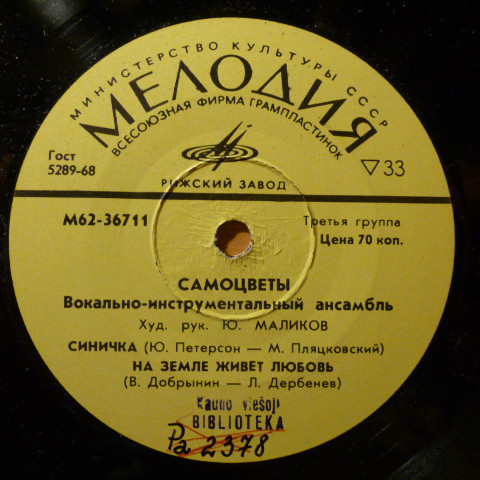 МИНИСТЕРСТВО КУЛЬТУРЫ СССР
МЕЛОДИЯ
ВСЕСОЮЗНАЯ ФИРМА ГРАМПЛАСТИНОК
Гост
5289-68
▽33
РИЖСКИЙ ЗАВОД
М62-36711
Третья группа
Цена 70 коп.
САМОЦВЕТЫ
Вокально-инструментальный ансамбль
Худ. рук. Ю. МАЛИКОВ
СИНИЧКА (Ю. Петерсон — М. Пляцковский)
НА ЗЕМЛЕ ЖИВЕТ ЛЮБОВЬ
(В. Добрынин — Л. Дербенев)
Kauno viešoji
BIBLIOTEKA
Pa 2378